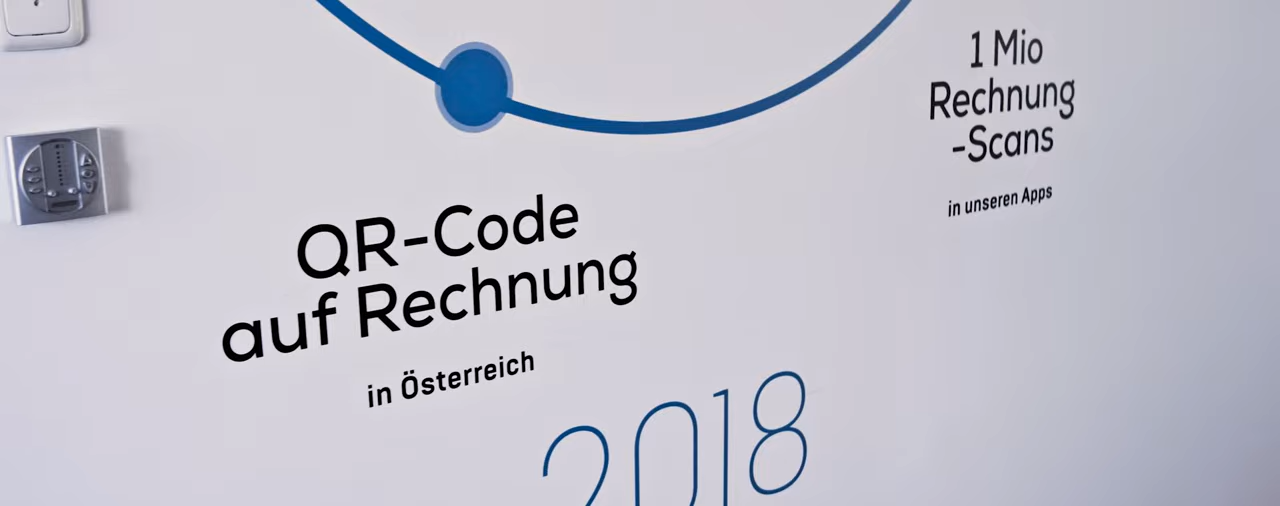 QR-Code
auf Rechnung
in Österreich
1 Mio
Rechnung
-Scans
in unseren Apps
2018